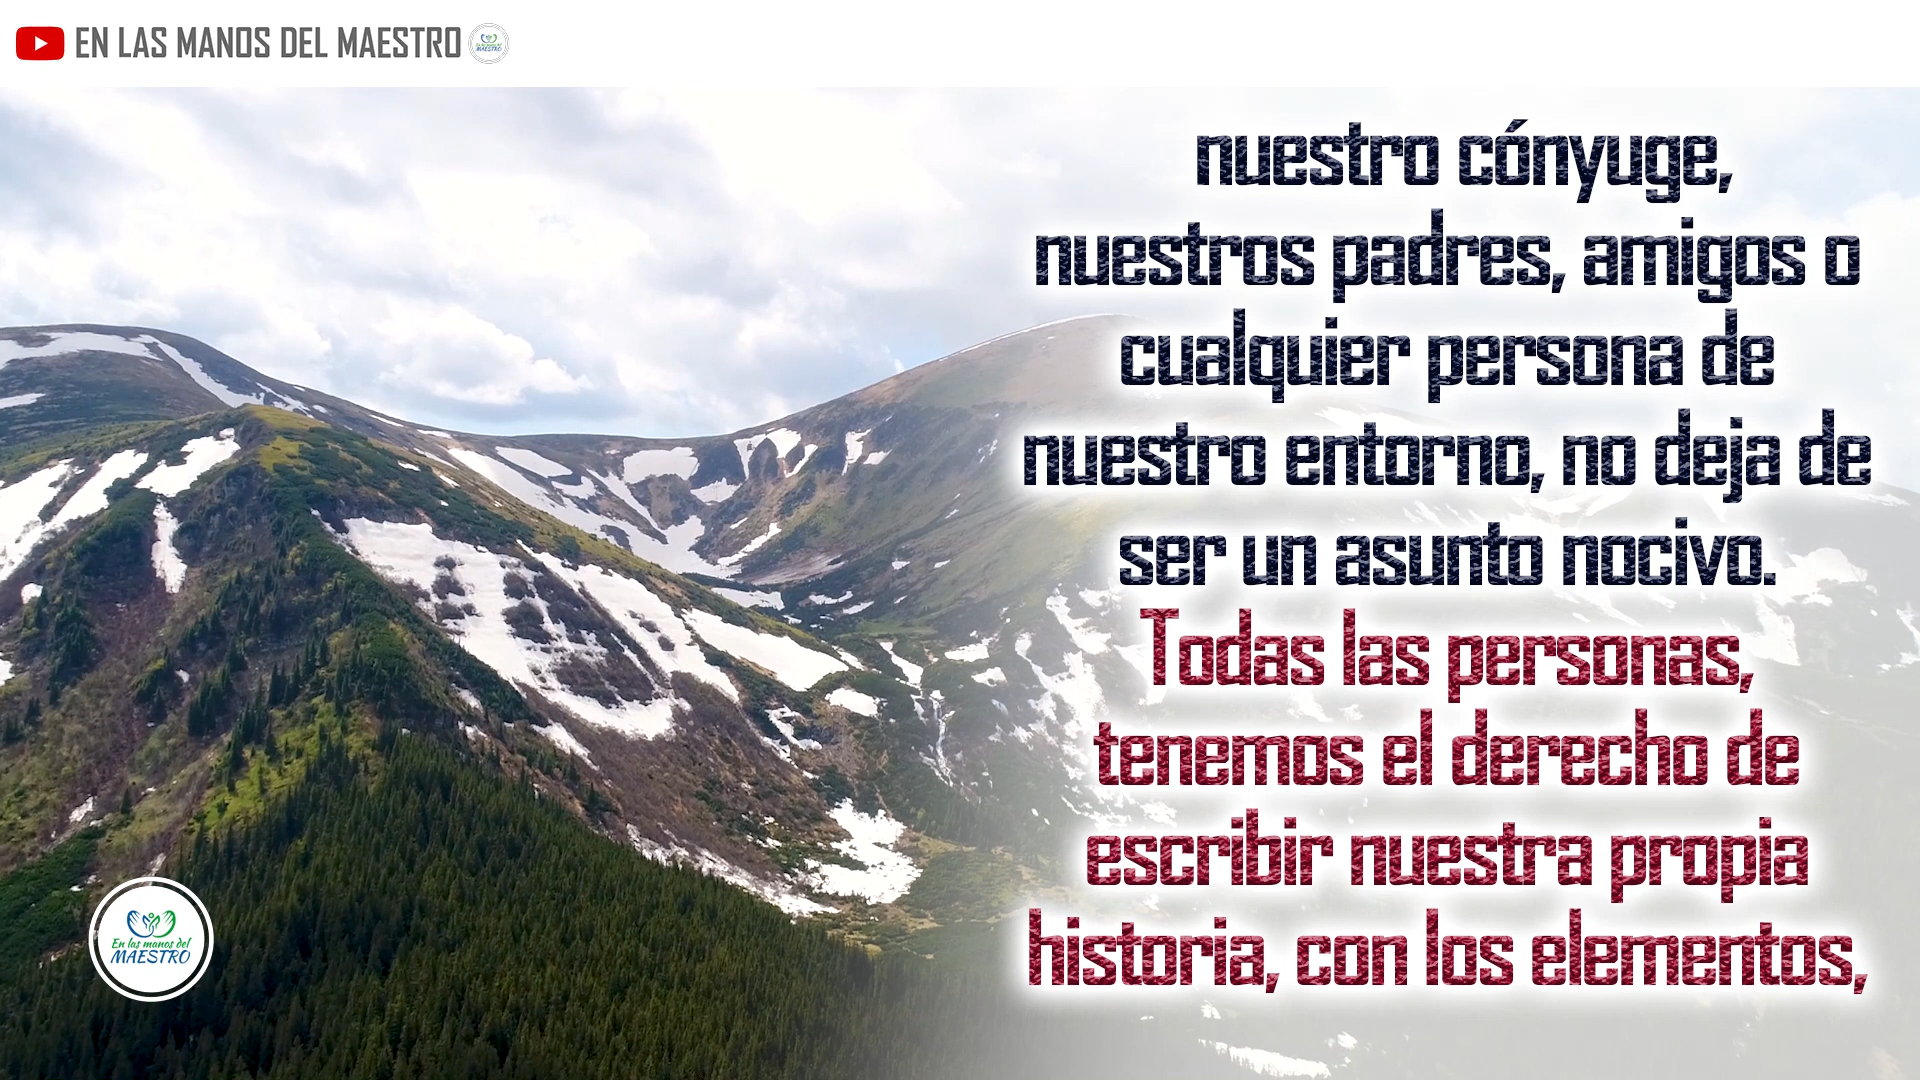 EN LAS MANOS DEL MAESTRO
nuestro cónyuge,
nuestros padres, amigos o
cualquier persona de
nuestro entorno, no deja de
ser un asunto nocivo.
Todas las personas,
tenemos el derecho de
escribir nuestra propia
historia, con los elementos,
En las manos del
MAESTRO